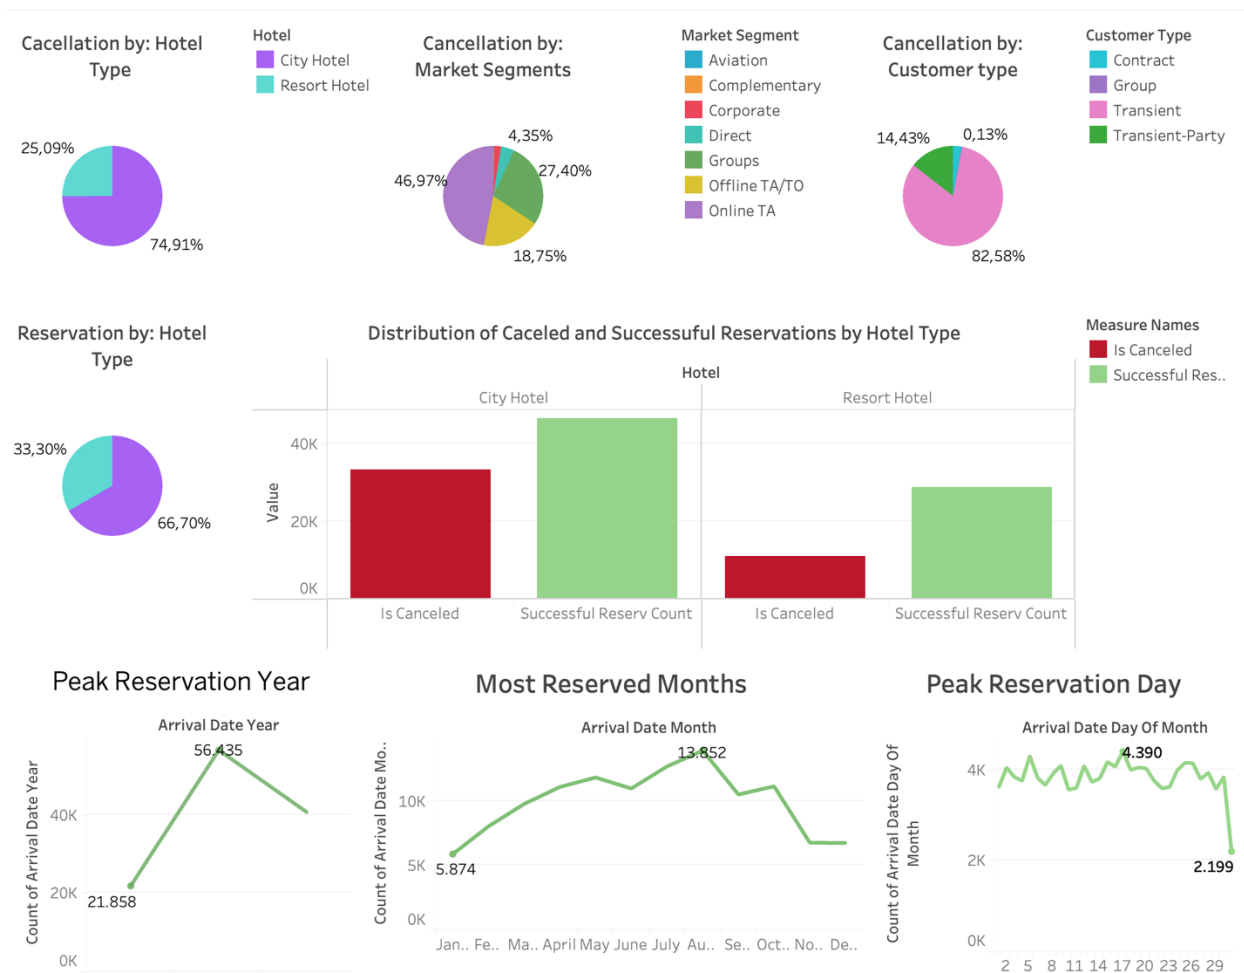 Cacellation by: Hotel
Type
Hotel
City Hotel
Resort Hotel
25,09%
74,91%
Cancellation by:
Market Segments
4,35%
27,40%
46,97%
18,75%
Market Segment
Aviation
Complementary
Corporate
Direct
Groups
Offline TA/TO
Online TA
Cancellation by:
Customer type
14,43%
0,13%
82,58%
Customer Type
Contract
Group
Transient
Transient-Party
Reservation by: Hotel
Type
33,30%
66,70%
Distribution of Caceled and Successuful Reservations by Hotel Type
Hotel
City Hotel
Resort Hotel
Value
40K
20K
0K
Is Canceled
Successful Reserv Count
Is Canceled
Successful Reserv Count
Measure Names
Is Canceled
Successful Res..
Peak Reservation Year
Arrival Date Year
Count of Arrival Date Year
56.435
40K
20K
21.858
0K
Most Reserved Months
Arrival Date Month
Count of Arrival Date Mo..
13.852
10K
5K
5.874
0K
Jan.. Fe.. Ma.. April May June July Au.. Se.. Oct.. No.. De..
Peak Reservation Day
Arrival Date Day Of Month
Count of Arrival Date Day Of
Month
4.390
4K
2K
2.199
0K
2 5 8 11 14 17 20 23 26 29